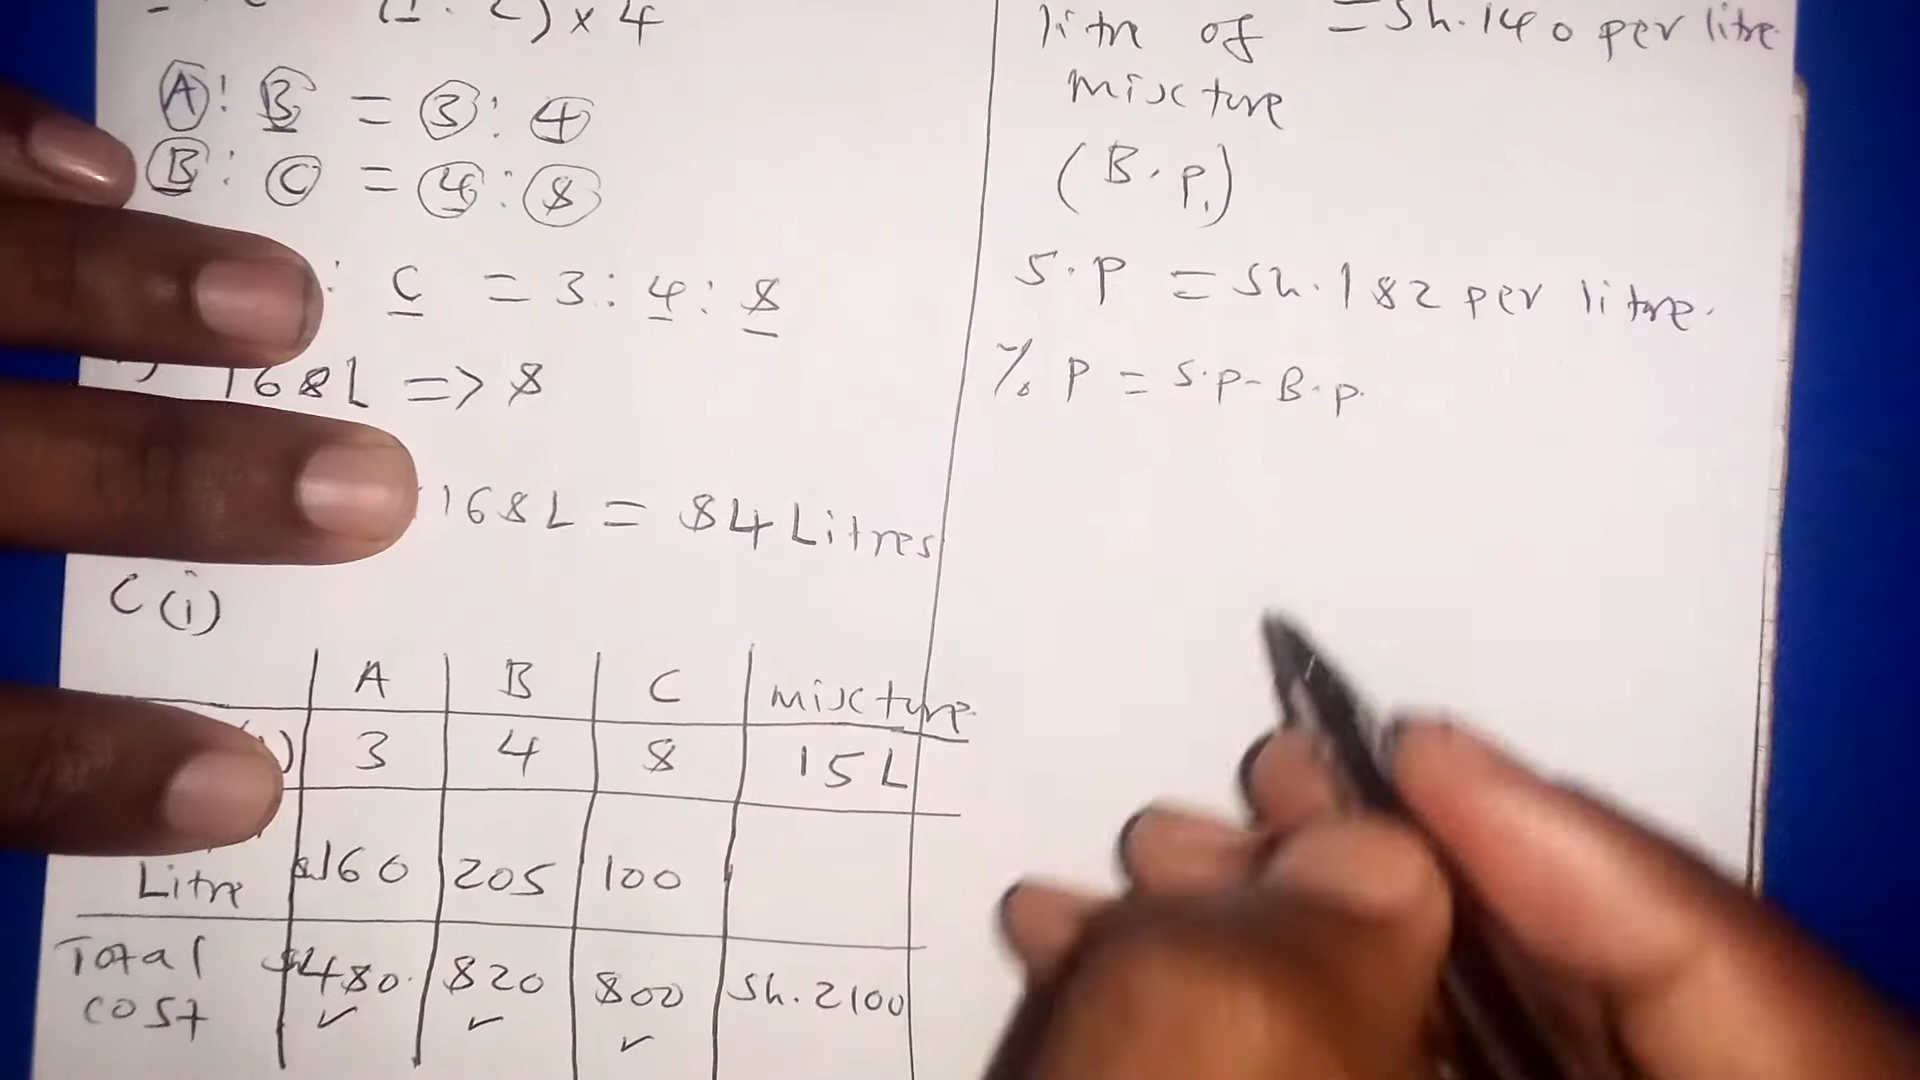 (1 : 2) x 4
A : B = 3 : 4
B : C = 4 : 8
: C = 3 : 4 : 8
168L => 8
168L = 84 Litres
C (i)
A B C mixture
3 4 8 15L
Litre 160 205 100
Total cost 480. 820 800 Sh. 2100
litre of = Sh. 140 per litre
mixture
(B.P.)
S.P = Sh. 182 per litre.
% P = S.P - B.P.